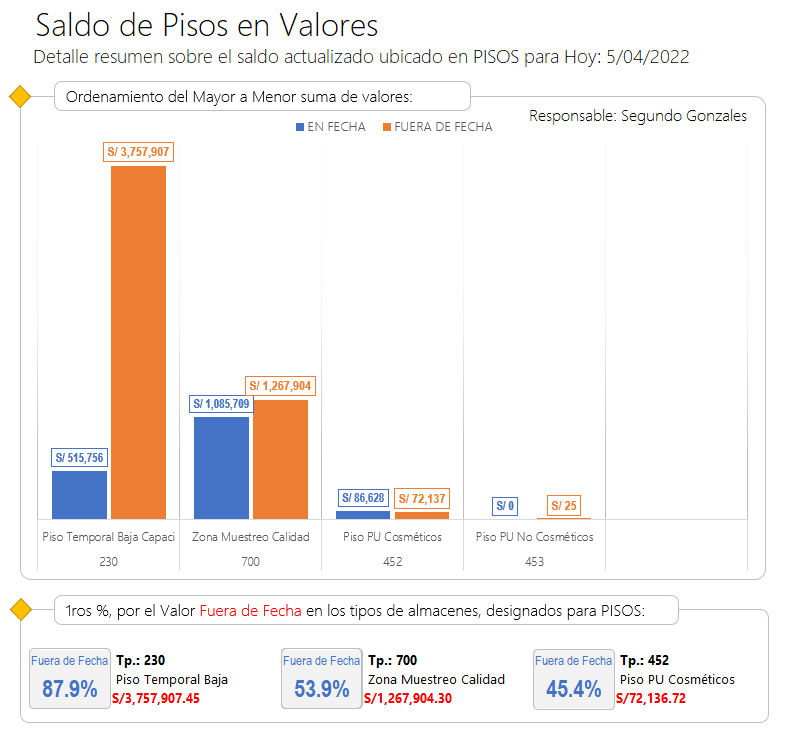 Saldo de Pisos en Valores
Detalle resumen sobre el saldo actualizado ubicado en PISOS para Hoy: 5/04/2022
Ordenamiento del Mayor a Menor suma de valores:
Responsable: Segundo Gonzales
EN FECHA FUERA DE FECHA
S/ 3,757,907
S/ 1,267,904
S/ 1,085,709
S/ 515,756
S/ 86,628
S/ 72,137
S/ 0
S/ 25
Piso Temporal Baja Capaci
Zona Muestreo Calidad
Piso PU Cosméticos
Piso PU No Cosméticos
230
700
452
453
1ros %, por el Valor Fuera de Fecha en los tipos de almacenes, designados para PISOS:
Fuera de Fecha
87.9%
Tp.: 230
Piso Temporal Baja
S/3,757,907.45
Fuera de Fecha
53.9%
Tp.: 700
Zona Muestreo Calidad
S/1,267,904.30
Fuera de Fecha
45.4%
Tp.: 452
Piso PU Cosméticos
S/72,136.72